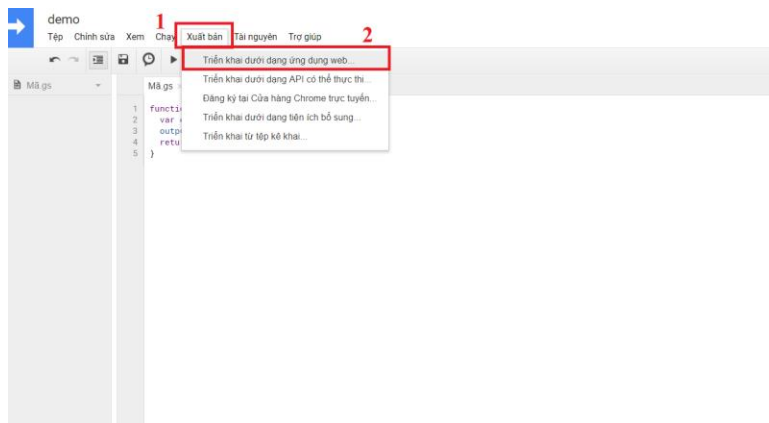 demo
1
2
Tệp Chỉnh sửa Xem Chạy Xuất bản Tài nguyên Trợ giúp
Mã.gs
Mã.gs
Triển khai dưới dạng ứng dụng web...
Triển khai dưới dạng API có thể thực thi...
Đăng ký tại Cửa hàng Chrome trực tuyến...
Triển khai dưới dạng tiện ích bổ sung...
Triển khai từ tệp kê khai...
1 functi
2 var
3 outp
4 retu
5 }